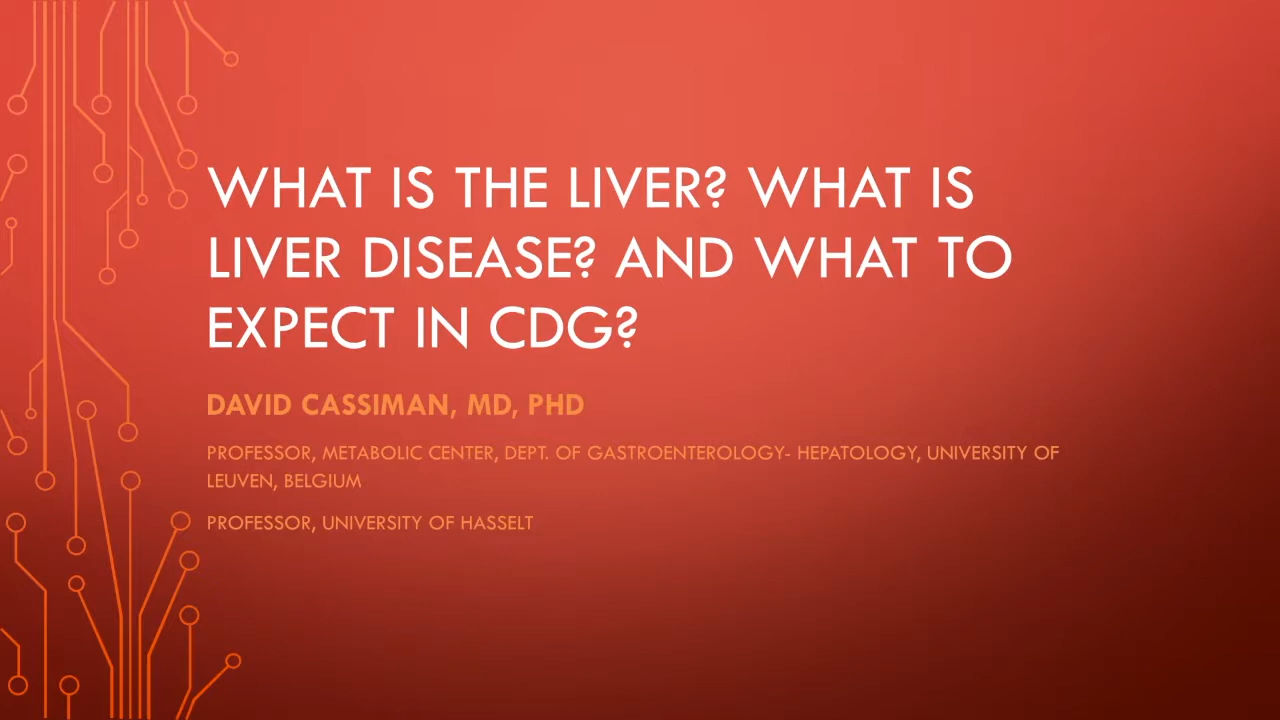 WHAT IS THE LIVER? WHAT IS
LIVER DISEASE? AND WHAT TO
EXPECT IN CDG?
DAVID CASSIMAN, MD, PHD
PROFESSOR, METABOLIC CENTER, DEPT. OF GASTROENTEROLOGY- HEPATOLOGY, UNIVERSITY OF
LEUVEN, BELGIUM
PROFESSOR, UNIVERSITY OF HASSELT